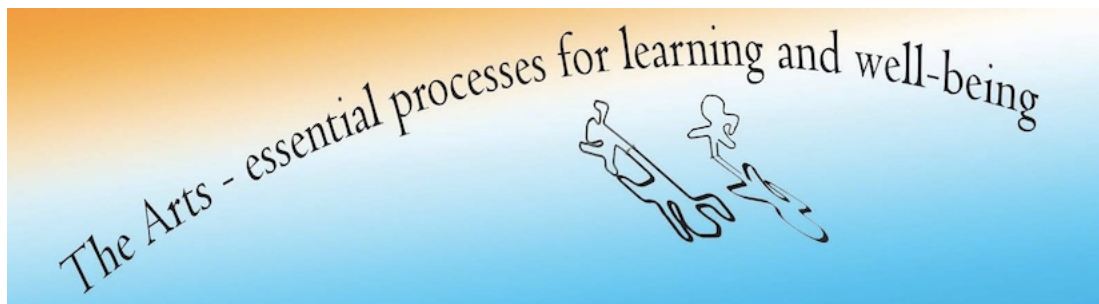 The Arts - essential processes for learning and well-being